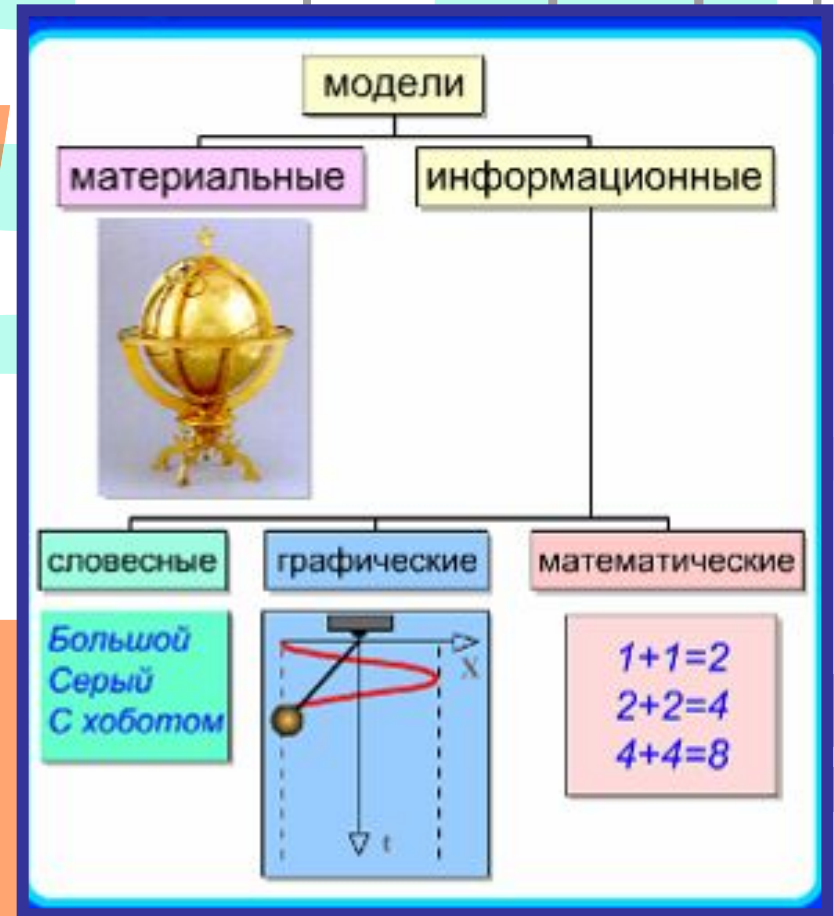 модели
материальные
информационные
словесные
графические
математические
Большой
Серый
С хоботом
X
t
1+1=2
2+2=4
4+4=8